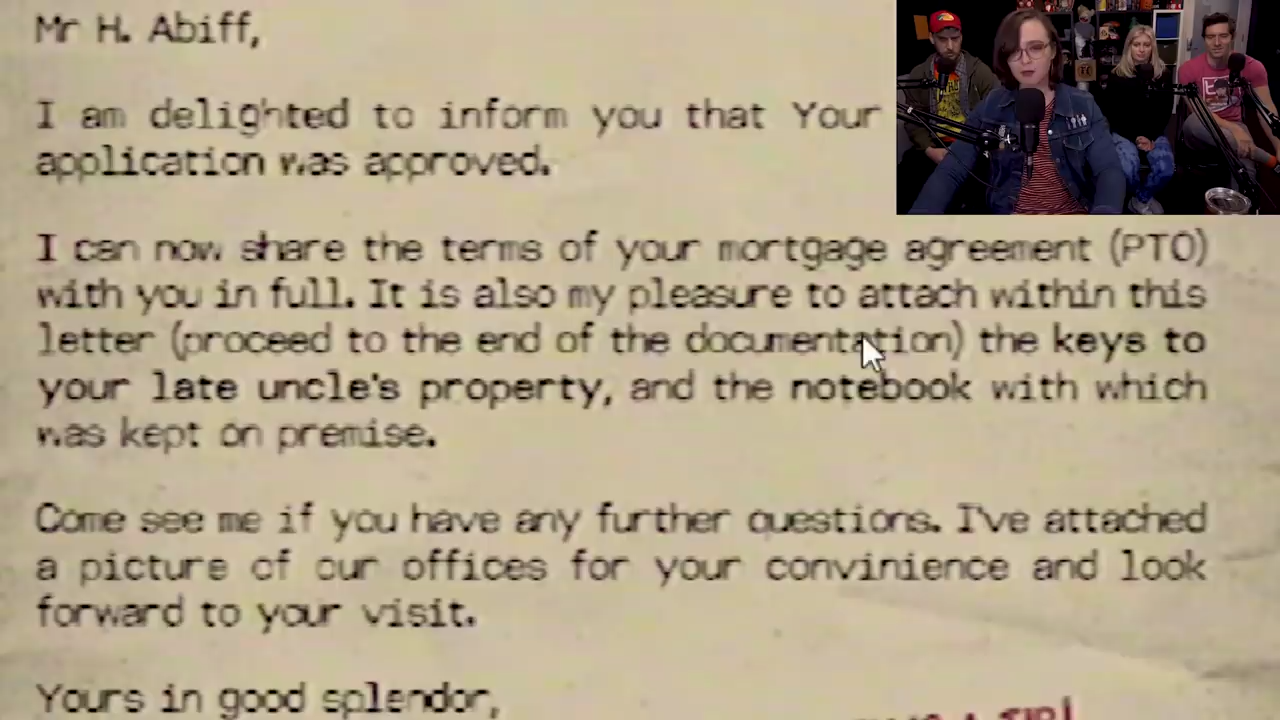 Mr H. Abiff,
I am delighted to inform you that Your
application was approved.
I can now share the terms of your mortgage agreement (PTO)
with you in full. It is also my pleasure to attach within this
letter (proceed to the end of the documentation) the keys to
your late uncle's property, and the notebook with which
was kept on premise.
Come see me if you have any further questions. I've attached
a picture of our offices for your convinience and look
forward to your visit.
Yours in good splendor,